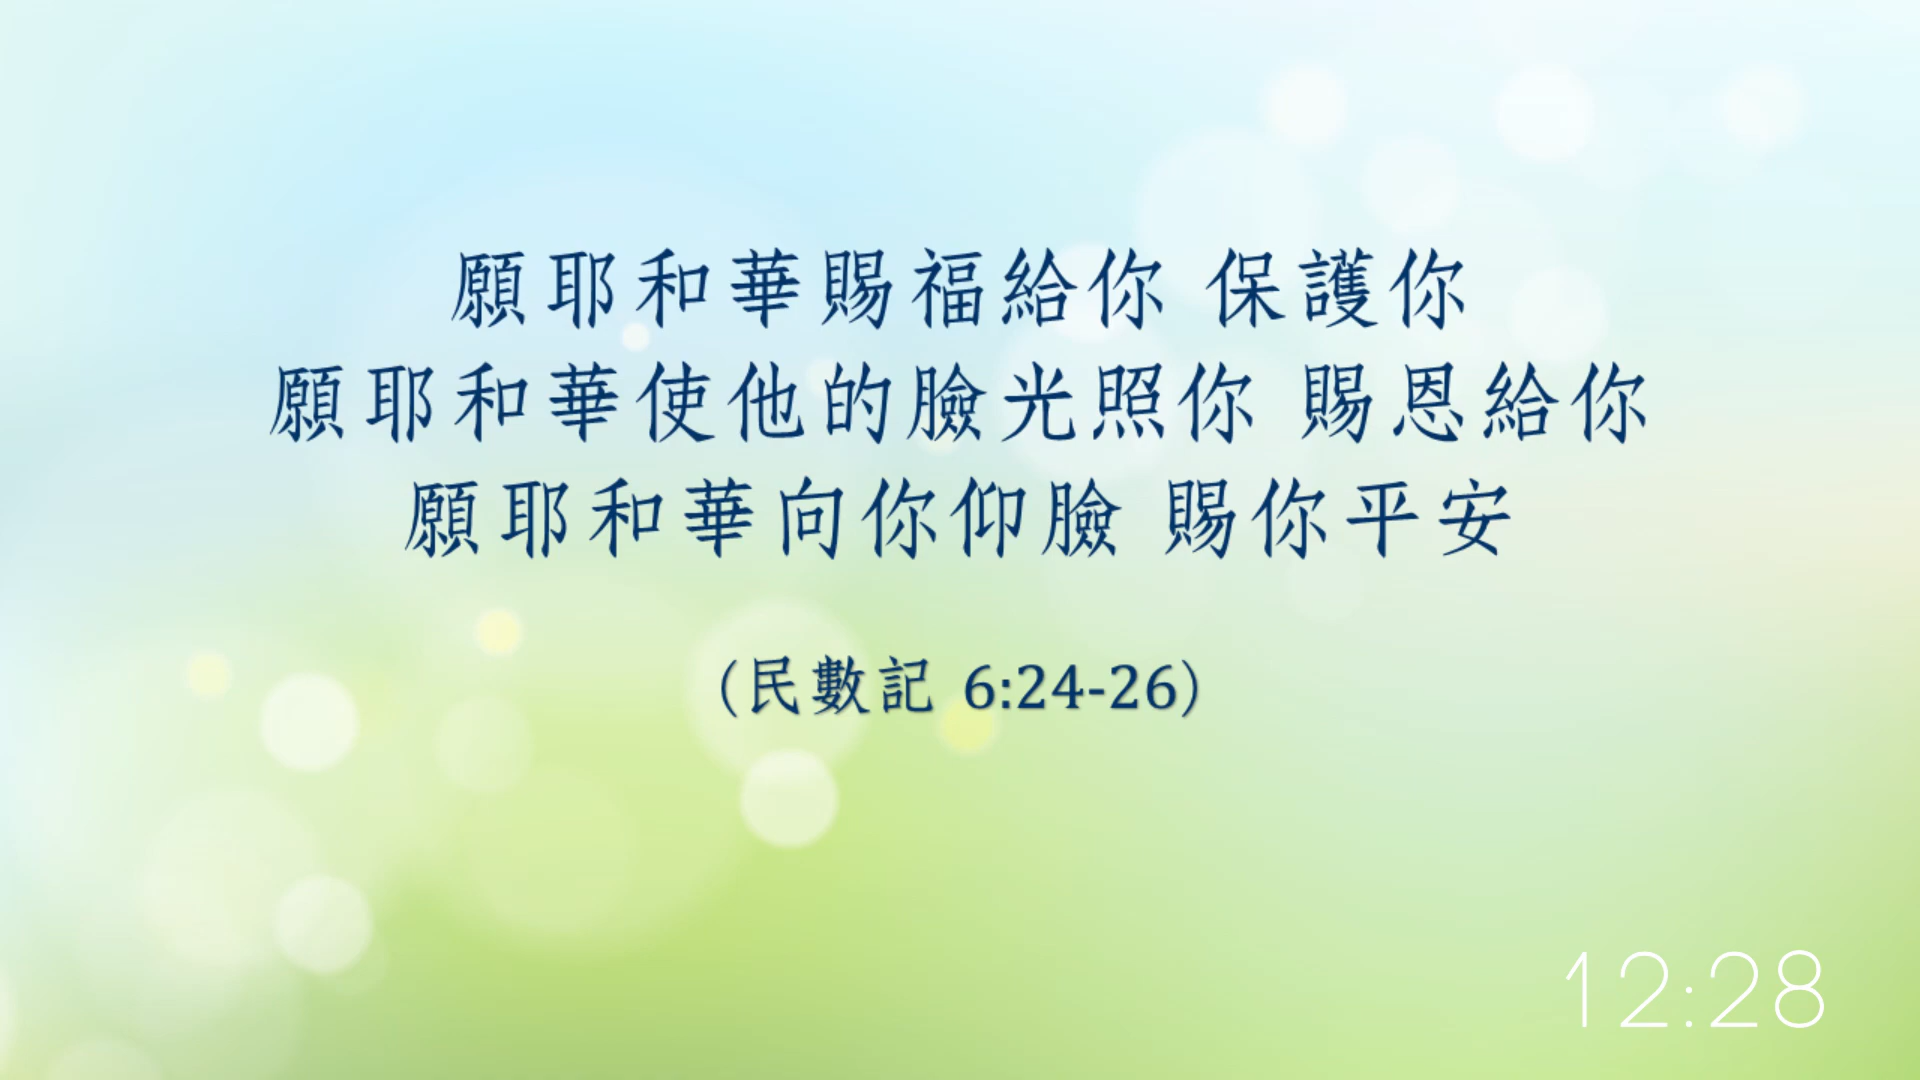 願耶和華賜福給你 保護你
願耶和華使他的臉光照你 賜恩給你
願耶和華向你仰臉 賜你平安
(民數記 6:24-26)
12:28